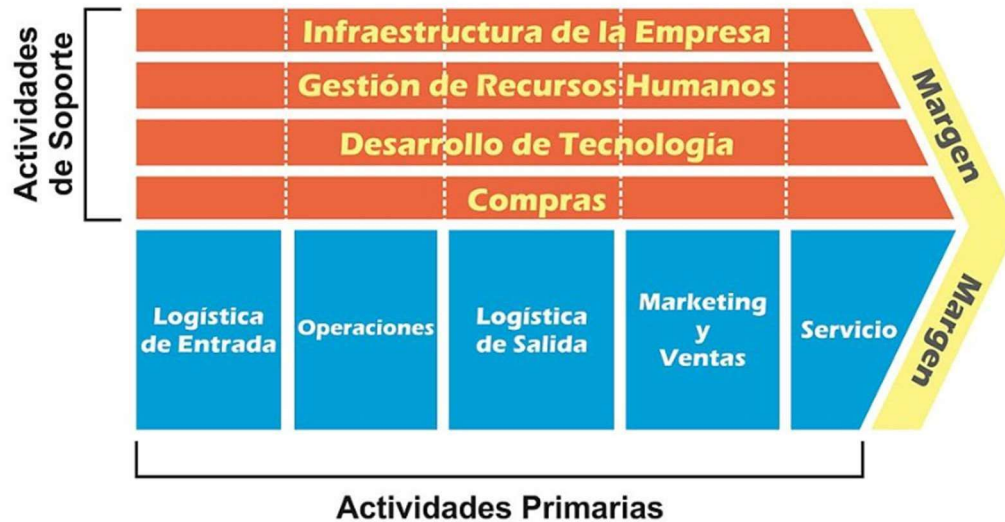 Actividades
de Soporte
Infraestructura de la Empresa
Gestión de Recursos Humanos
Desarrollo de Tecnología
Compras
Margen
Logística
de Entrada
Operaciones
Logística
de Salida
Marketing
y
Ventas
Servicio
Margen
Actividades Primarias